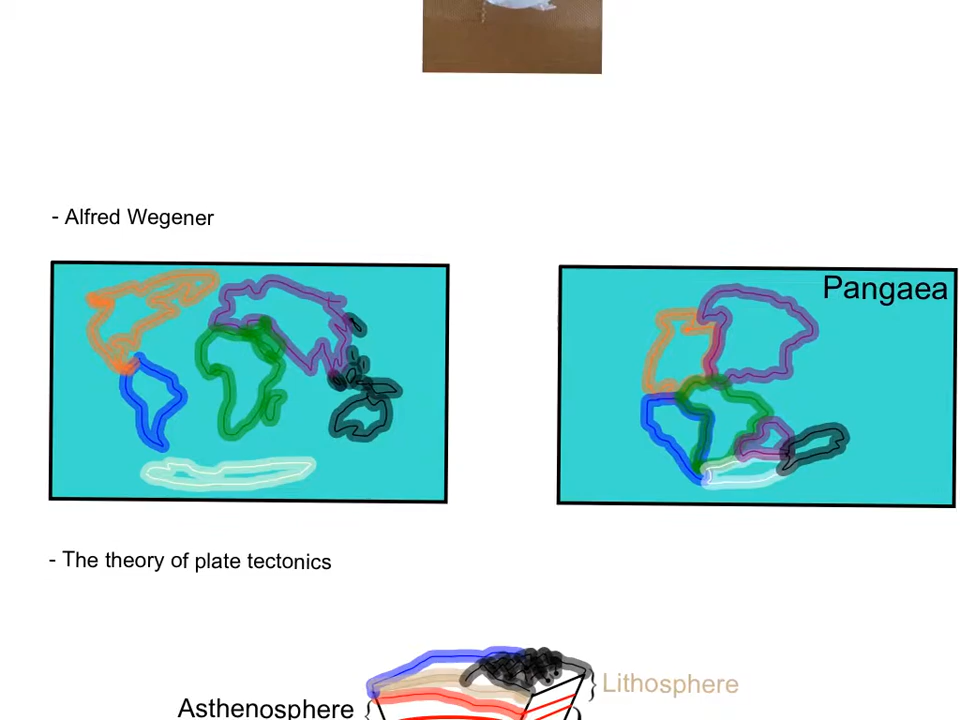 - Alfred Wegener
Pangaea
- The theory of plate tectonics
Lithosphere
Asthenosphere